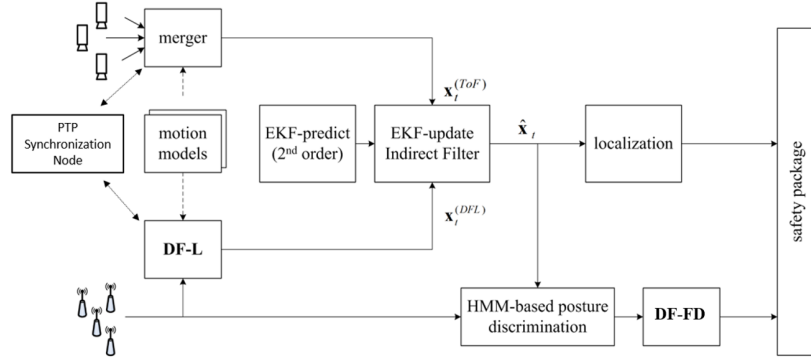 merger
x_t^(ToF)
PTP
Synchronization
Node
motion
models
EKF-predict
(2nd order)
EKF-update
Indirect Filter
x̂_t
localization
safety package
x_t^(DFL)
DF-L
HMM-based posture
discrimination
DF-FD